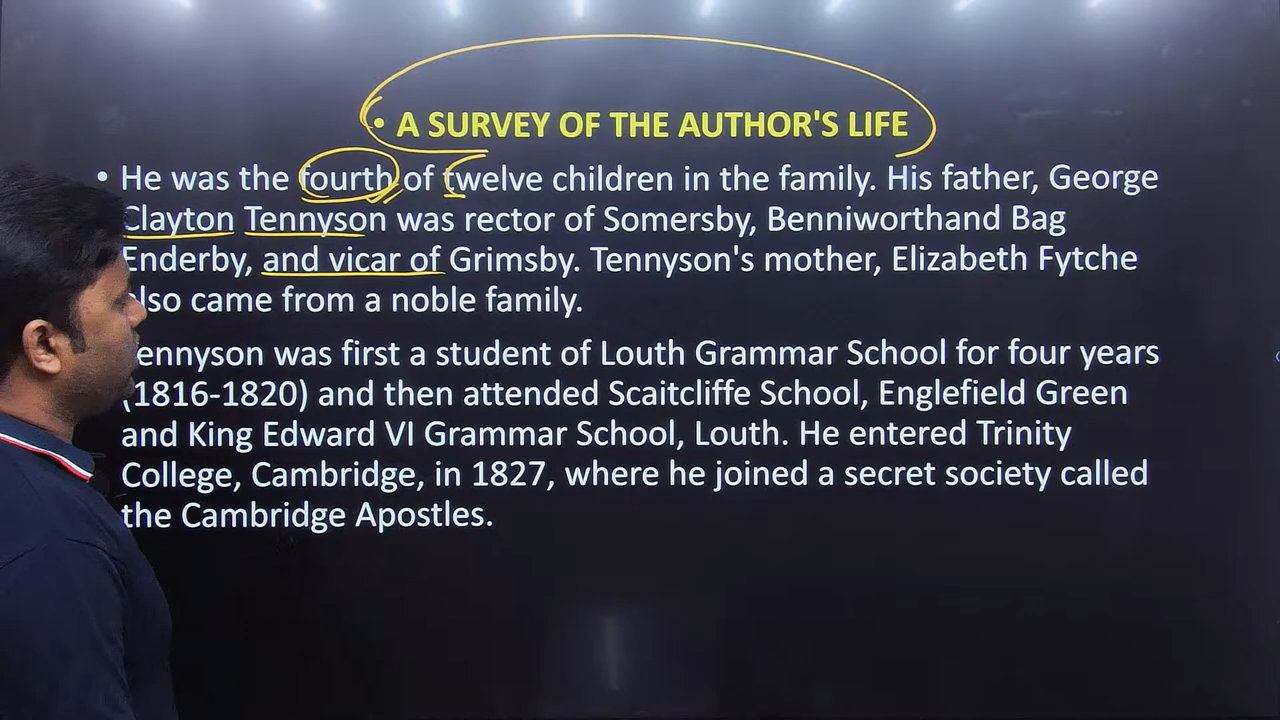 • A SURVEY OF THE AUTHOR'S LIFE
• He was the fourth of twelve children in the family. His father, George
Clayton Tennyson was rector of Somersby, Benniworthand Bag
Enderby, and vicar of Grimsby. Tennyson's mother, Elizabeth Fytche
also came from a noble family.
Tennyson was first a student of Louth Grammar School for four years
(1816-1820) and then attended Scaitcliffe School, Englefield Green
and King Edward VI Grammar School, Louth. He entered Trinity
College, Cambridge, in 1827, where he joined a secret society called
the Cambridge Apostles.